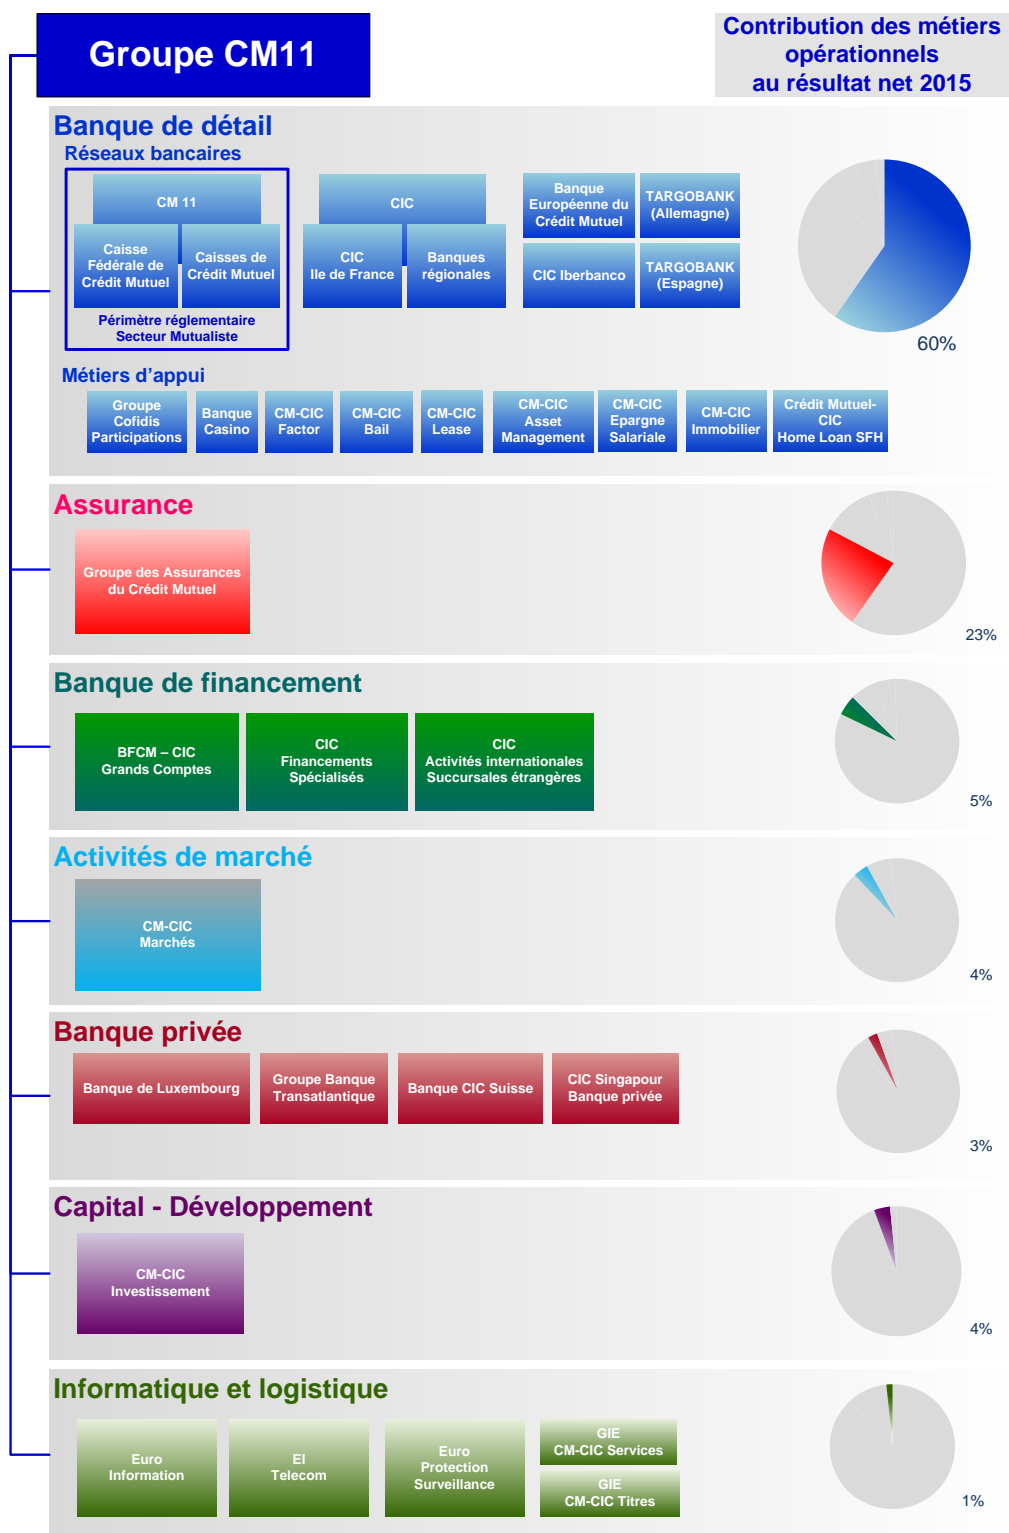 Groupe CM11
Contribution des métiers
opérationnels
au résultat net 2015
Banque de détail
Réseaux bancaires
CM 11
Caisse
Fédérale de
Crédit Mutuel
Caisses de
Crédit Mutuel
Périmètre réglementaire
Secteur Mutualiste
CIC
CIC
Ile de France
Banques
régionales
Banque
Européenne du
Crédit Mutuel
TARGOBANK
(Allemagne)
CIC Iberbanco
TARGOBANK
(Espagne)
60%
Métiers d'appui
Groupe
Cofidis
Participations
Banque
Casino
CM-CIC
Factor
CM-CIC
Bail
CM-CIC
Lease
CM-CIC
Asset
Management
CM-CIC
Epargne
Salariale
CM-CIC
Immobilier
Crédit Mutuel-
CIC
Home Loan SFH
Assurance
Groupe des Assurances
du Crédit Mutuel
23%
Banque de financement
BFCM – CIC
Grands Comptes
CIC
Financements
Spécialisés
CIC
Activités internationales
Succursales étrangères
5%
Activités de marché
CM-CIC
Marchés
4%
Banque privée
Banque de Luxembourg
Groupe Banque
Transatlantique
Banque CIC Suisse
CIC Singapour
Banque privée
3%
Capital - Développement
CM-CIC
Investissement
4%
Informatique et logistique
Euro
Information
EI
Telecom
Euro
Protection
Surveillance
GIE
CM-CIC Services
GIE
CM-CIC Titres
1%